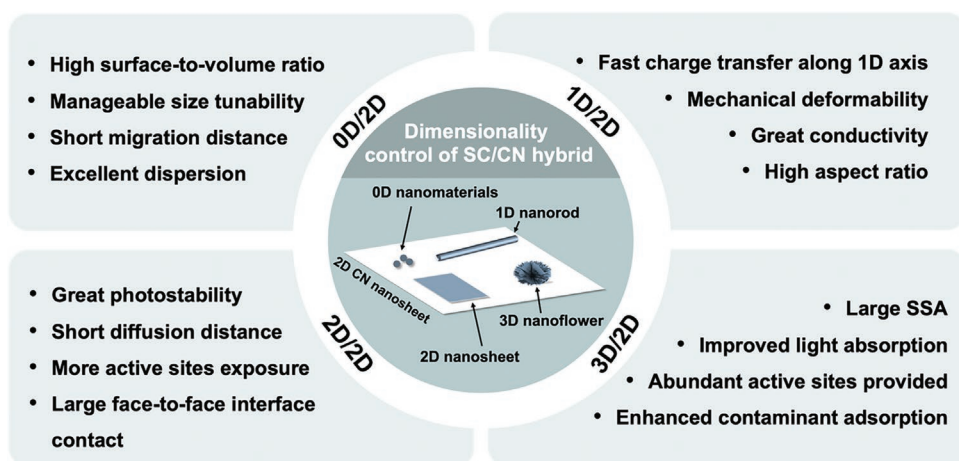 • High surface-to-volume ratio
• Manageable size tunability
• Short migration distance
• Excellent dispersion
0D/2D
1D/2D
• Fast charge transfer along 1D axis
• Mechanical deformability
• Great conductivity
• High aspect ratio
Dimensionality
control of SC/CN hybrid
0D nanomaterials
1D nanorod
2D CN nanosheet
3D nanoflower
2D nanosheet
• Great photostability
• Short diffusion distance
• More active sites exposure
• Large face-to-face interface
contact
2D/2D
3D/2D
• Large SSA
• Improved light absorption
• Abundant active sites provided
• Enhanced contaminant adsorption